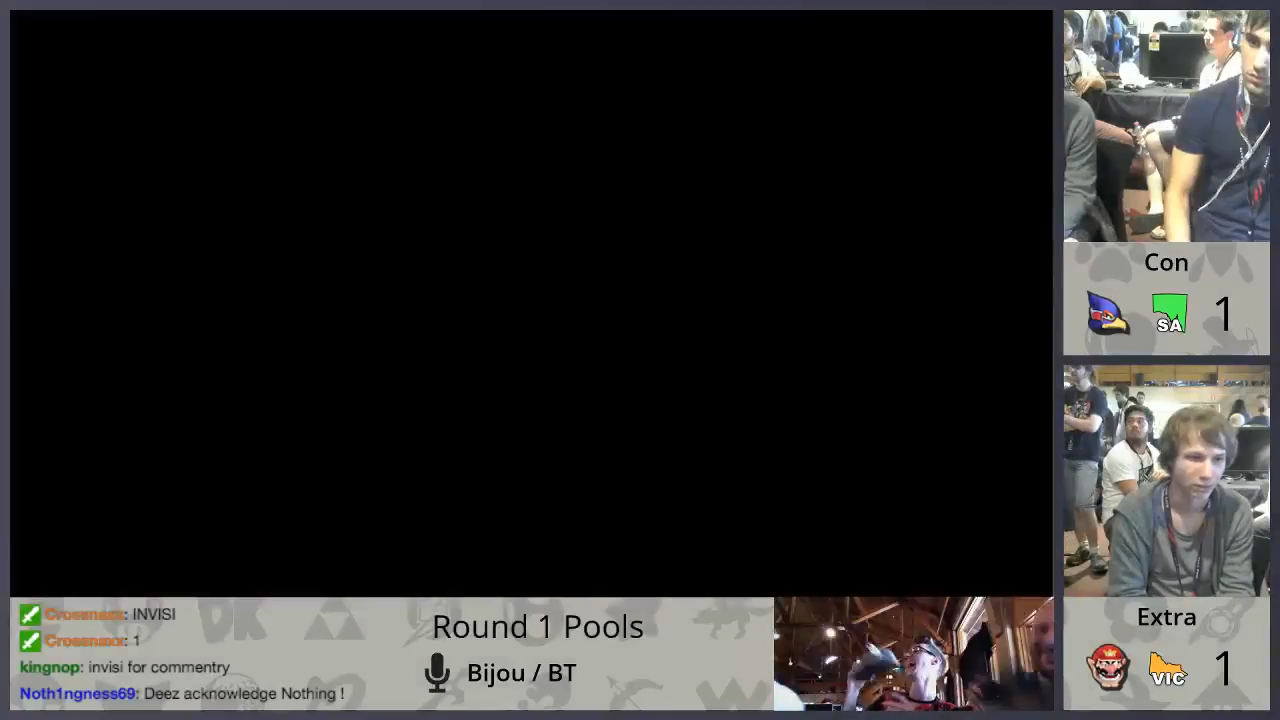 Con
SA
1
Extra
VIC
1
Crossmaxx: INVISI
Crossmaxx: 1
kingnop: invisi for commentry
Noth1ngness69: Deez acknowledge Nothing !
Round 1 Pools
Bijou / BT